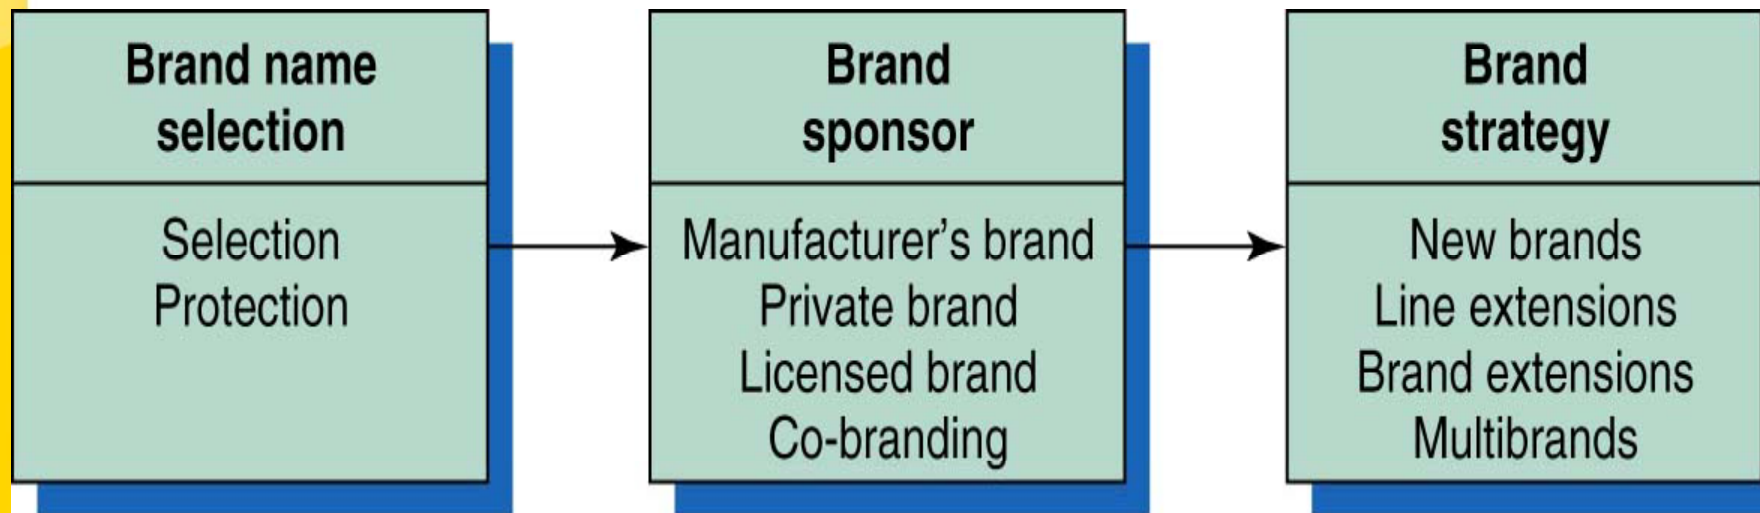 Brand name
selection
Selection
Protection
Brand
sponsor
Manufacturer’s brand
Private brand
Licensed brand
Co-branding
Brand
strategy
New brands
Line extensions
Brand extensions
Multibrands